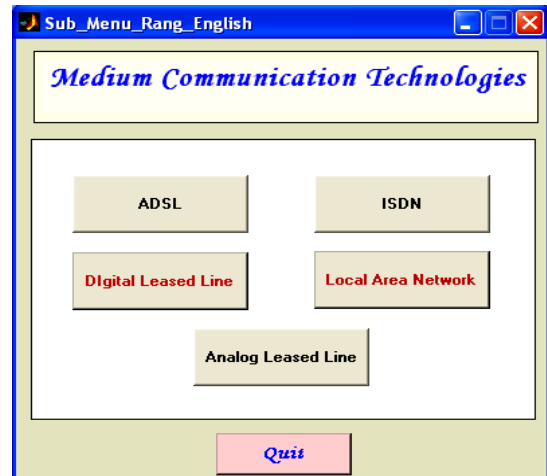 Sub_Menu_Rang_English
Medium Communication Technologies
ADSL
ISDN
DIgital Leased Line
Local Area Network
Analog Leased Line
Quit